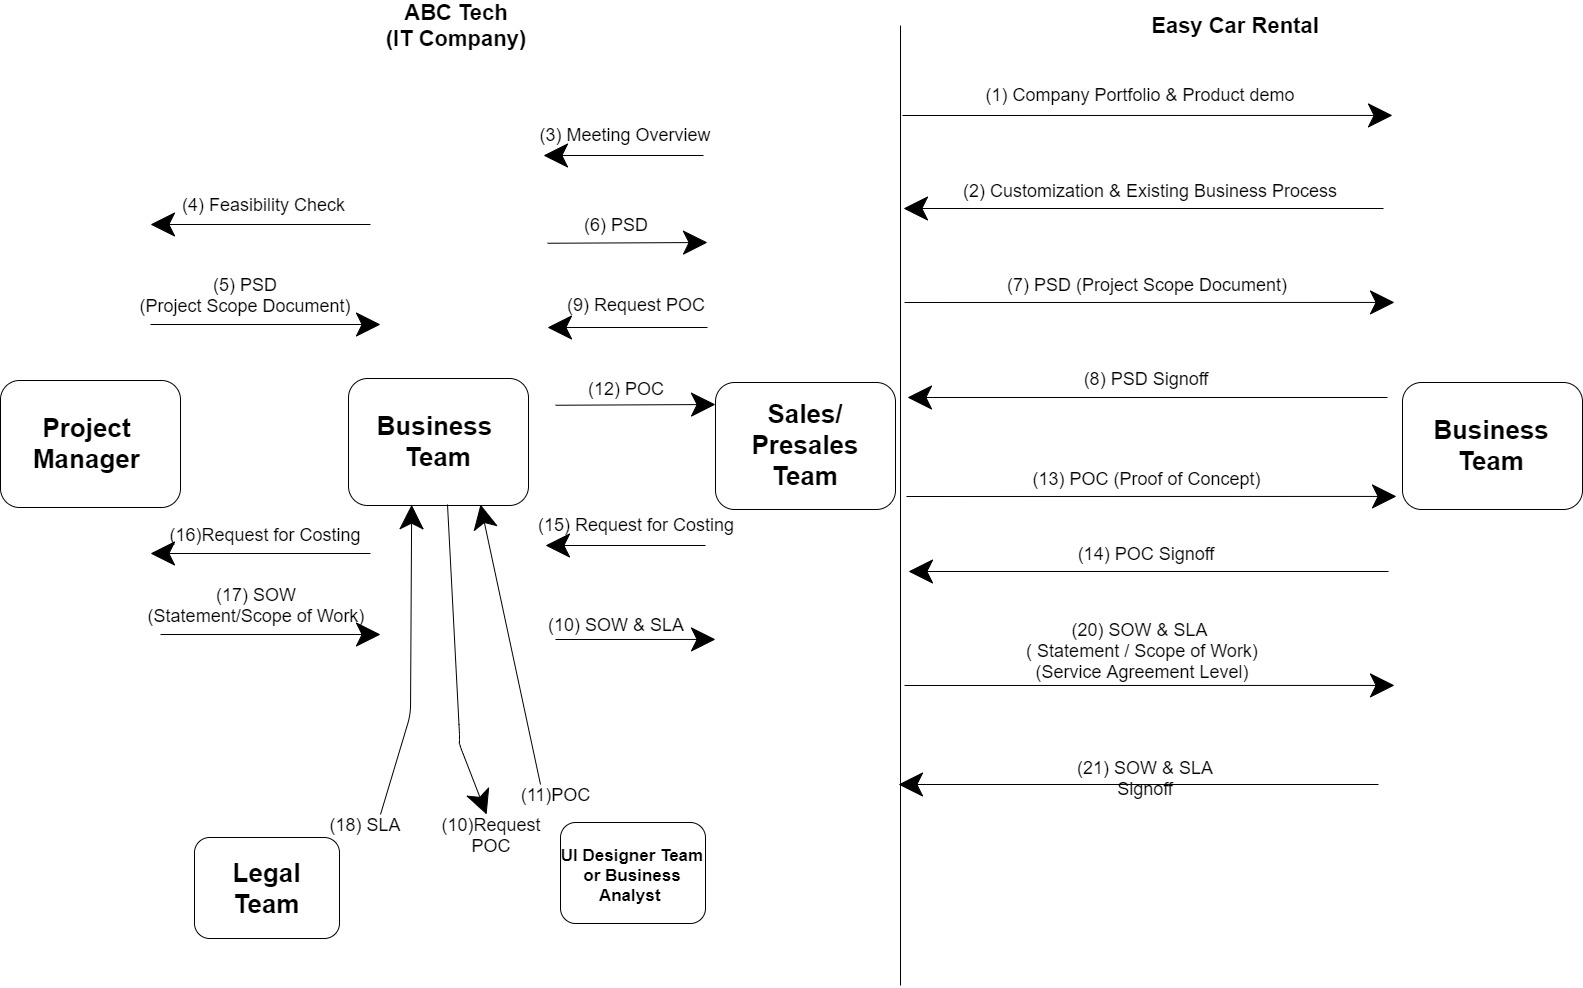 ABC Tech
(IT Company)
Easy Car Rental
(1) Company Portfolio & Product demo
(3) Meeting Overview
(2) Customization & Existing Business Process
(4) Feasibility Check
(6) PSD
(5) PSD
(Project Scope Document)
(7) PSD (Project Scope Document)
(9) Request POC
(8) PSD Signoff
(12) POC
Project
Manager
Business
Team
Sales/
Presales
Team
Business
Team
(13) POC (Proof of Concept)
(16)Request for Costing
(15) Request for Costing
(14) POC Signoff
(17) SOW
(Statement/Scope of Work)
(10) SOW & SLA
(20) SOW & SLA
( Statement / Scope of Work)
(Service Agreement Level)
(21) SOW & SLA
Signoff
(11)POC
(18) SLA
(10)Request
POC
Legal
Team
UI Designer Team
or Business
Analyst